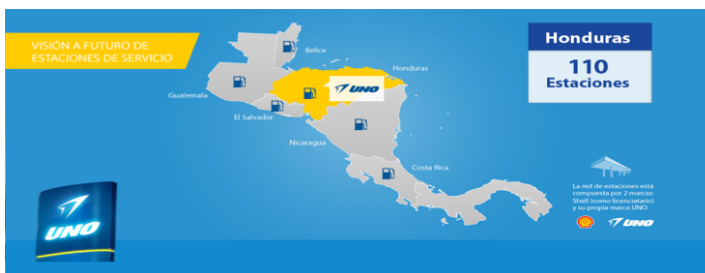 VISIÓN A FUTURO DE
ESTACIONES DE SERVICIO
Belice
Honduras
UNO
Guatemala
El Salvador
Nicaragua
Costa Rica
Honduras
110
Estaciones
UNO
La red de estaciones está
compuesta por 2 marcas:
Shell (como licenciatario)
y su propia marca UNO.
UNO